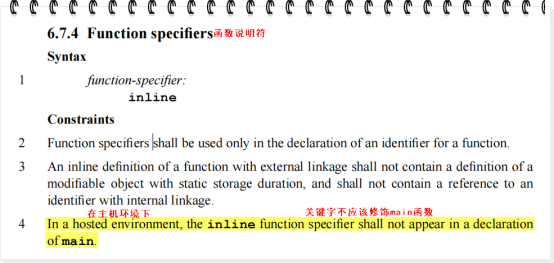 6.7.4 Function specifiers函数说明符
Syntax
1 function-specifier:
inline
Constraints
2 Function specifiers shall be used only in the declaration of an identifier for a function.
3 An inline definition of a function with external linkage shall not contain a definition of a
modifiable object with static storage duration, and shall not contain a reference to an
identifier with internal linkage.
在主机环境下 关键字不应该修饰main函数
4 In a hosted environment, the inline function specifier shall not appear in a declaration
of main.